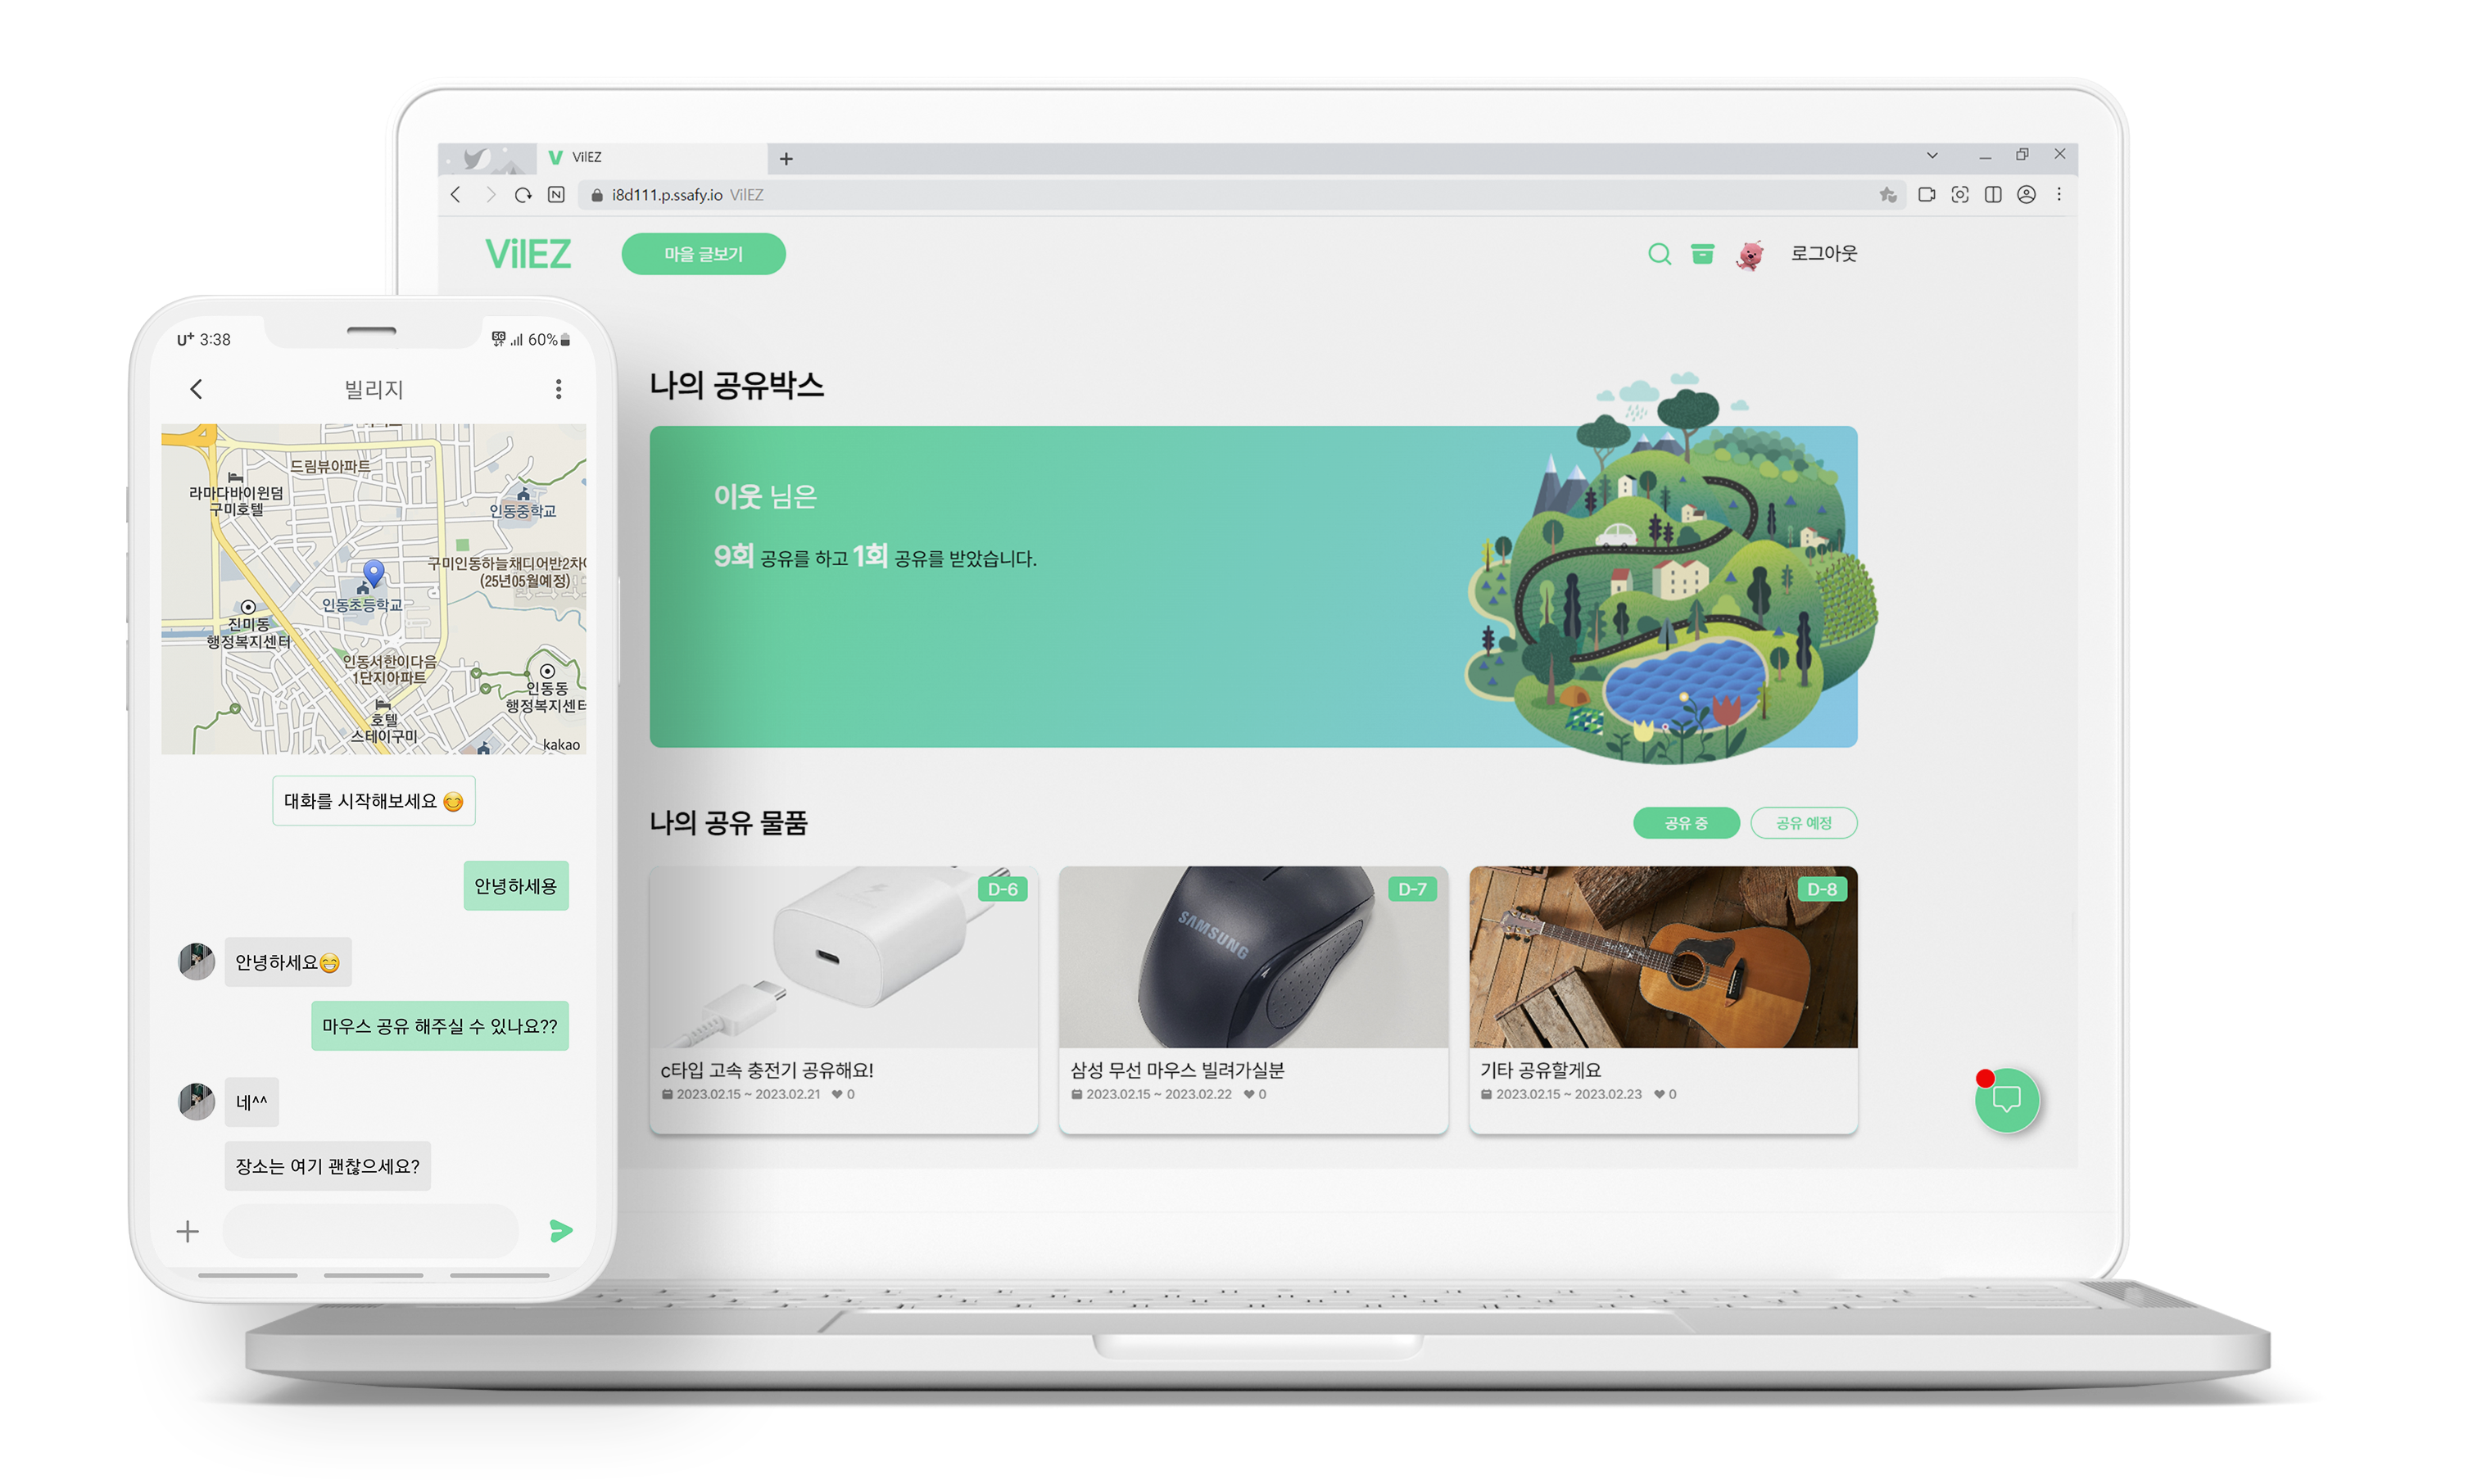 VilEZ
i8d111.p.ssafy.io VilEZ
VilEZ
마을 글보기
로그아웃
나의 공유박스
이웃 님은
9회 공유를 하고 1회 공유를 받았습니다.
나의 공유 물품
공유 중
공유 예정
D-6
D-7
SAMSUNG
D-8
c타입 고속 충전기 공유해요!
2023.02.15 ~ 2023.02.21 0
삼성 무선 마우스 빌려가실분
2023.02.15 ~ 2023.02.22 0
기타 공유할게요
2023.02.15 ~ 2023.02.23 0
U+ 3:38
5G
60%
빌리지
드림뷰아파트
라마다바이윈덤
구미호텔
인동중학교
구미인동하늘채디어반2차
(25년05월예정)
인동초등학교
진미동
행정복지센터
인동서한이다음
1단지아파트
인동동
행정복지센터
호텔
스테이구미
kakao
대화를 시작해보세요 😊
안녕하세용
안녕하세요😁
마우스 공유 해주실 수 있나요??
네^^
장소는 여기 괜찮으세요?